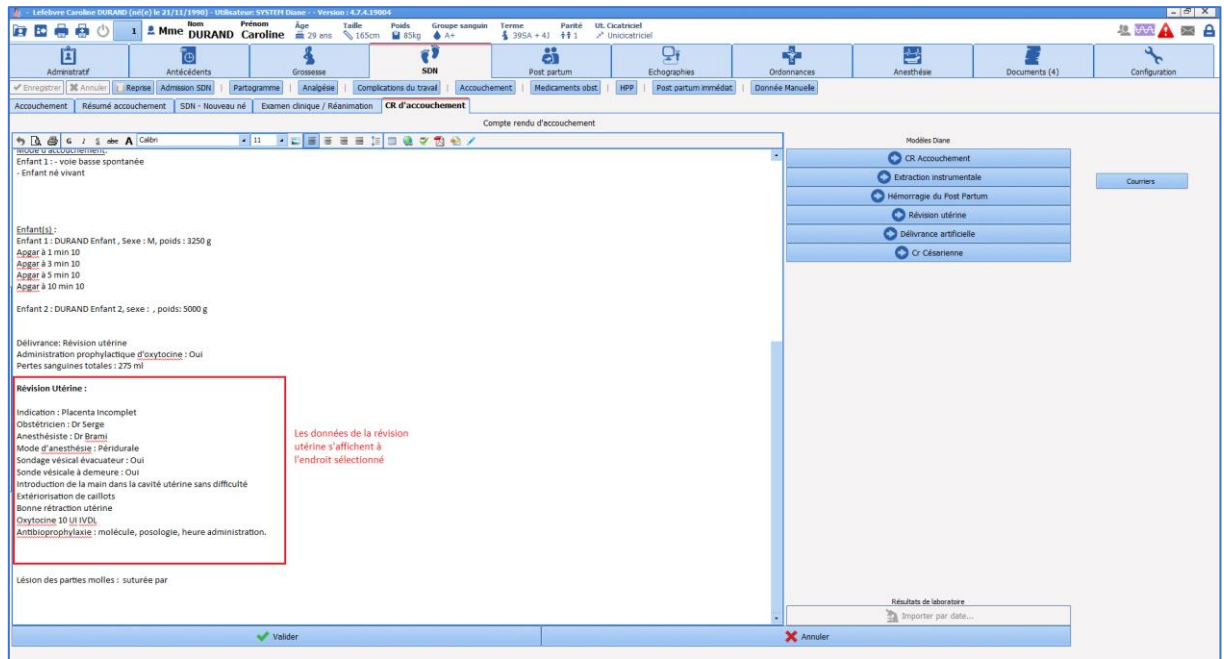 - Lefebvre Caroline DURAND (né(e) le 21/11/1990) - Utilisateur: SYSTEM Diane - - Version : 4.7.4.19004
1 Mme Nom DURAND Prénom Caroline Âge 29 ans Taille 165cm Poids 85kg Groupe sanguin A+ Terme 39SA + 4J Parité 1 Ut. Cicatriciel Unicicatriciel
Administratif Antécédents Grossesse SDN Post partum Echographies Ordonnances Anesthésie Documents (4) Configuration
Enregistrer Annuler Reprise Admission SDN Partogramme Analgésie Complications du travail Accouchement Medicaments obst HPP Post partum immédiat Donnée Manuelle
Accouchement Résumé accouchement SDN - Nouveau né Examen clinique / Réanimation CR d'accouchement
Compte rendu d'accouchement
G I S abc A Calibri 11
Mode d'accouchement:
Enfant 1 : - voie basse spontanée
- Enfant né vivant
Enfant(s) :
Enfant 1 : DURAND Enfant , Sexe : M, poids : 3250 g
Apgar à 1 min 10
Apgar à 3 min 10
Apgar à 5 min 10
Apgar à 10 min 10
Enfant 2 : DURAND Enfant 2, sexe : , poids: 5000 g
Délivrance: Révision utérine
Administration prophylactique d'oxytocine : Oui
Pertes sanguines totales : 275 ml
Révision Utérine :
Indication : Placenta Incomplet
Obstétricien : Dr Serge
Anesthésiste : Dr Brami
Mode d'anesthésie : Péridurale
Sondage vésical évacuateur : Oui
Sonde vésicale à demeure : Oui
Introduction de la main dans la cavité utérine sans difficulté
Extériorisation de caillots
Bonne rétraction utérine
Oxytocine 10 UI IVDL
Antibioprophylaxie : molécule, posologie, heure administration.
Les données de la révision
utérine s'affichent à
l'endroit sélectionné
Lésion des parties molles : suturée par
Modèles Diane
CR Accouchement
Extraction instrumentale
Hémorragie du Post Partum
Révision utérine
Délivrance artificielle
Cr Césarienne
Courriers
Résultats de laboratoire
Importer par date...
Valider
Annuler